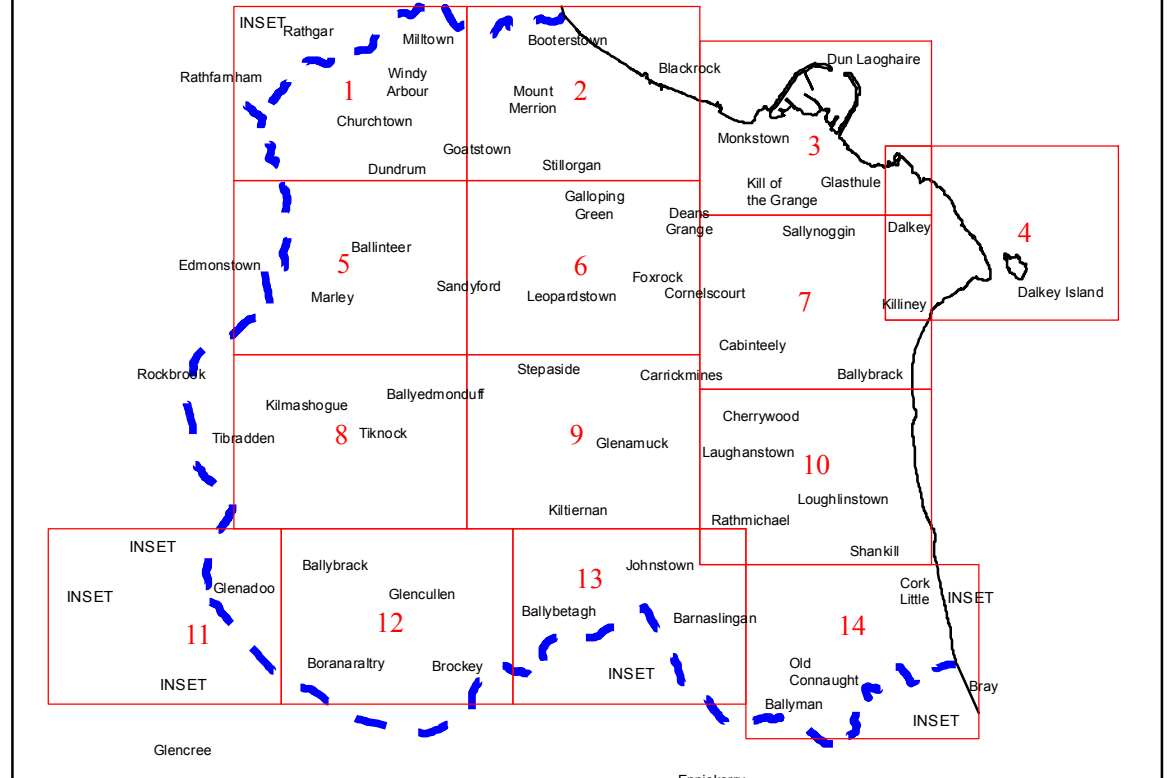 INSET
Rathgar
Milltown
Booterstown
Dun Laoghaire
Rathfarnham
Windy
Arbour
1
Mount
Merrion
2
Blackrock
Churchtown
Goatstown
Dundrum
Stillorgan
Monkstown
3
Kill of
the Grange
Glasthule
Galloping
Green
Deans
Grange
Sallynoggin
Dalkey
4
Edmonstown
Ballinteer
5
Marley
Sandyford
6
Leopardstown
Foxrock
Cornelscourt
7
Killiney
Dalkey Island
Cabinteely
Rockbrook
Stepaside
Carrickmines
Ballybrack
Kilmashogue
Ballyedmonduff
Tibradden
8
Tiknock
9
Glenamuck
Cherrywood
Laughanstown
10
Loughlinstown
Kiltiernan
Rathmichael
Shankill
INSET
INSET
Glenadoo
11
INSET
Ballybrack
Glencullen
12
Boranaraltry
Brockey
13
Johnstown
Ballybetagh
Barnaslingan
INSET
Cork
Little
INSET
14
Old
Connaught
Ballyman
Bray
INSET
Glencree